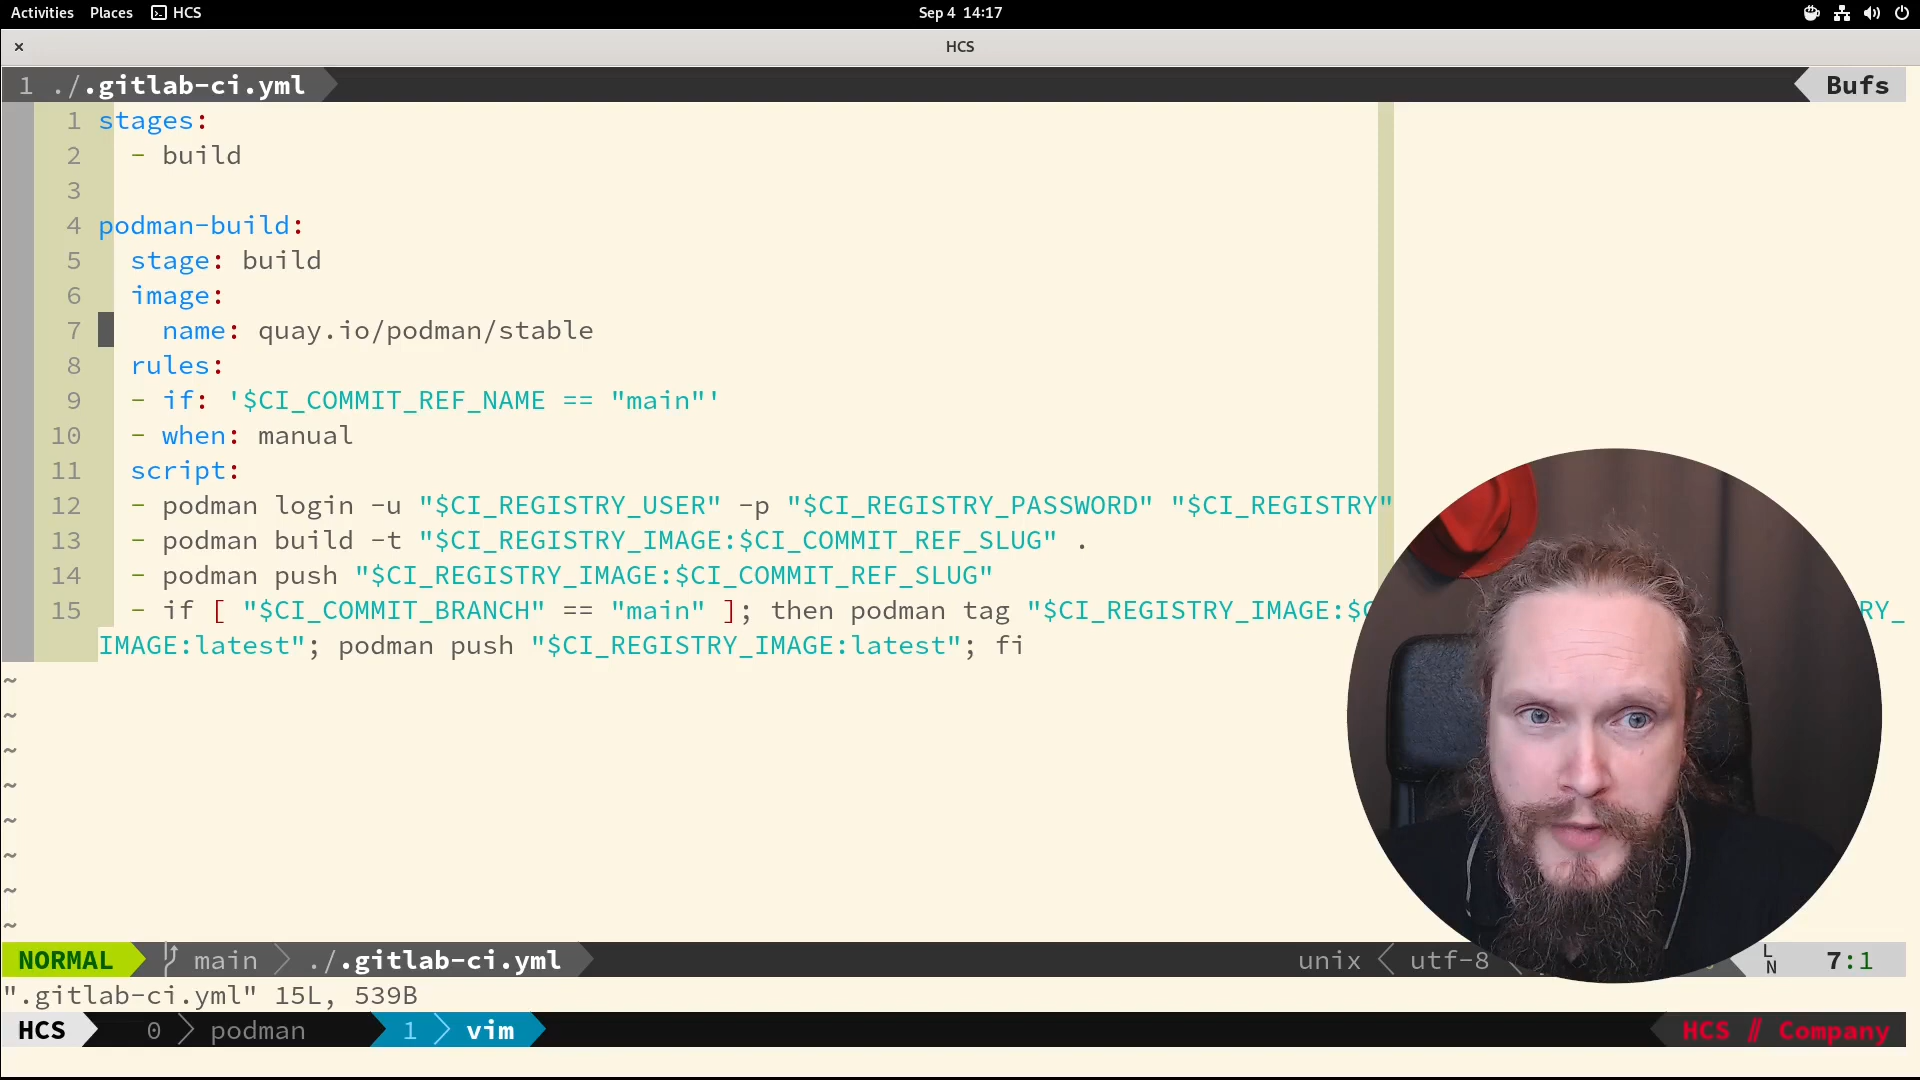 Activities Places HCS Sep 4 14:17
× HCS
1 ./.gitlab-ci.yml Bufs
1 stages:
2 - build
3
4 podman-build:
5 stage: build
6 image:
7 name: quay.io/podman/stable
8 rules:
9 - if: '$CI_COMMIT_REF_NAME == "main"'
10 - when: manual
11 script:
12 - podman login -u "$CI_REGISTRY_USER" -p "$CI_REGISTRY_PASSWORD" "$CI_REGISTRY"
13 - podman build -t "$CI_REGISTRY_IMAGE:$CI_COMMIT_REF_SLUG" .
14 - podman push "$CI_REGISTRY_IMAGE:$CI_COMMIT_REF_SLUG"
15 - if [ "$CI_COMMIT_BRANCH" == "main" ]; then podman tag "$CI_REGISTRY_IMAGE: RY_
IMAGE:latest"; podman push "$CI_REGISTRY_IMAGE:latest"; fi
~
~
~
~
~
~
~
~
NORMAL main ./.gitlab-ci.yml unix utf-8 LN 7:1
".gitlab-ci.yml" 15L, 539B
HCS 0 podman 1 vim HCS // Company